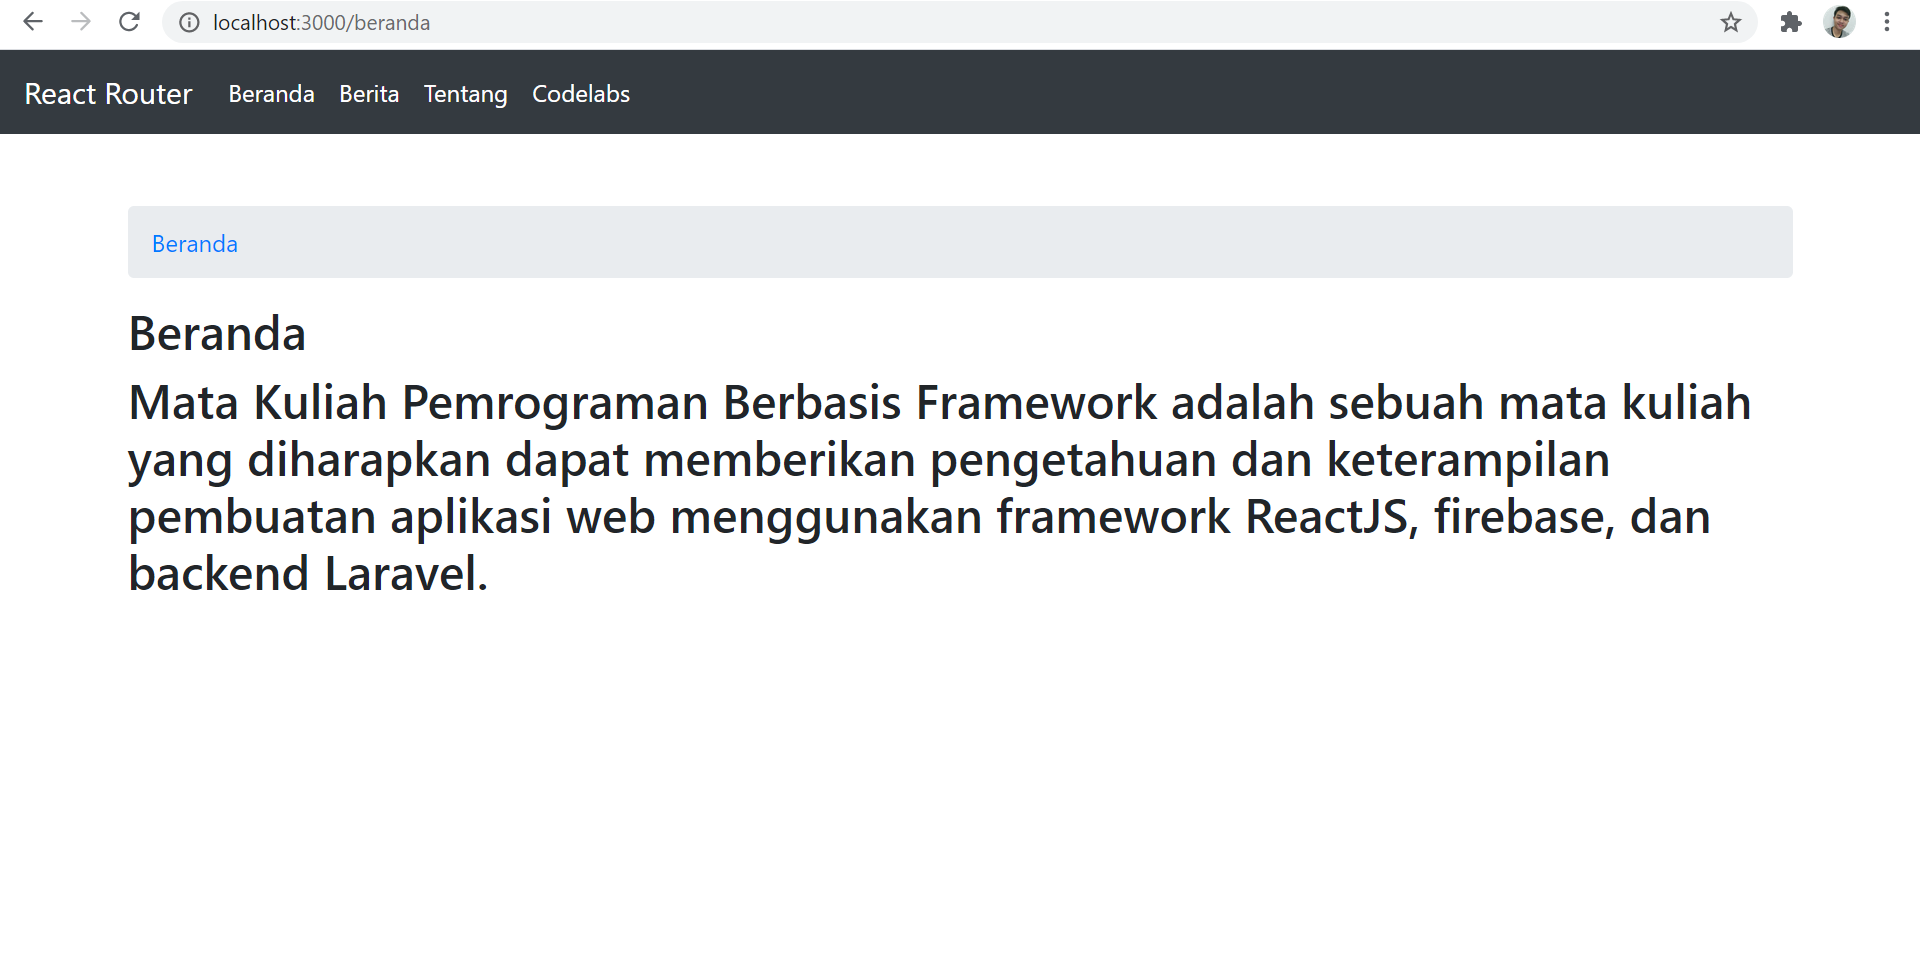 localhost:3000/beranda
React Router Beranda Berita Tentang Codelabs
Beranda
Beranda
Mata Kuliah Pemrograman Berbasis Framework adalah sebuah mata kuliah
yang diharapkan dapat memberikan pengetahuan dan keterampilan
pembuatan aplikasi web menggunakan framework ReactJS, firebase, dan
backend Laravel.